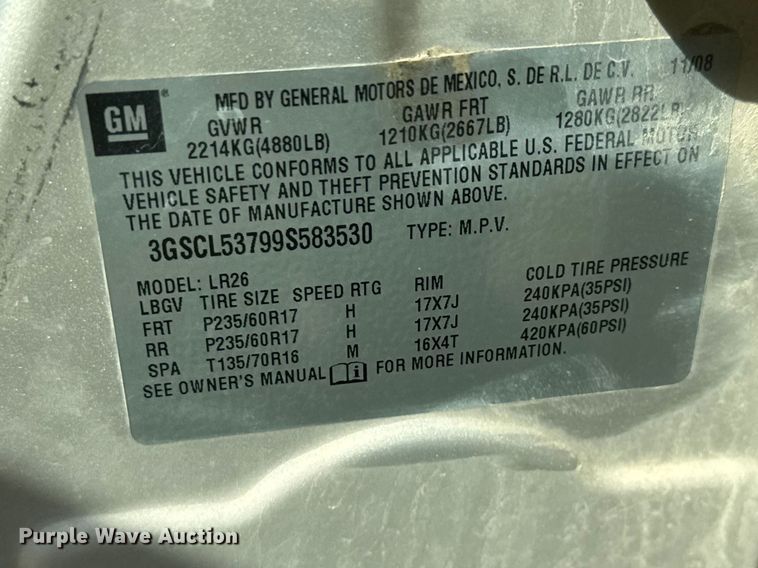 GM
MFD BY GENERAL MOTORS DE MEXICO, S. DE R.L. DE C.V. 11/08
GVWR GAWR FRT GAWR RR
2214KG(4880LB) 1210KG(2667LB) 1280KG(2822LB)
THIS VEHICLE CONFORMS TO ALL APPLICABLE U.S. FEDERAL MOTOR
VEHICLE SAFETY AND THEFT PREVENTION STANDARDS IN EFFECT ON
THE DATE OF MANUFACTURE SHOWN ABOVE.
3GSCL53799S583530 TYPE: M.P.V.
MODEL: LR26
LBGV TIRE SIZE SPEED RTG RIM COLD TIRE PRESSURE
FRT P235/60R17 H 17X7J 240KPA(35PSI)
RR P235/60R17 H 17X7J 240KPA(35PSI)
SPA T135/70R16 M 16X4T 420KPA(60PSI)
SEE OWNER'S MANUAL FOR MORE INFORMATION.
Purple Wave Auction